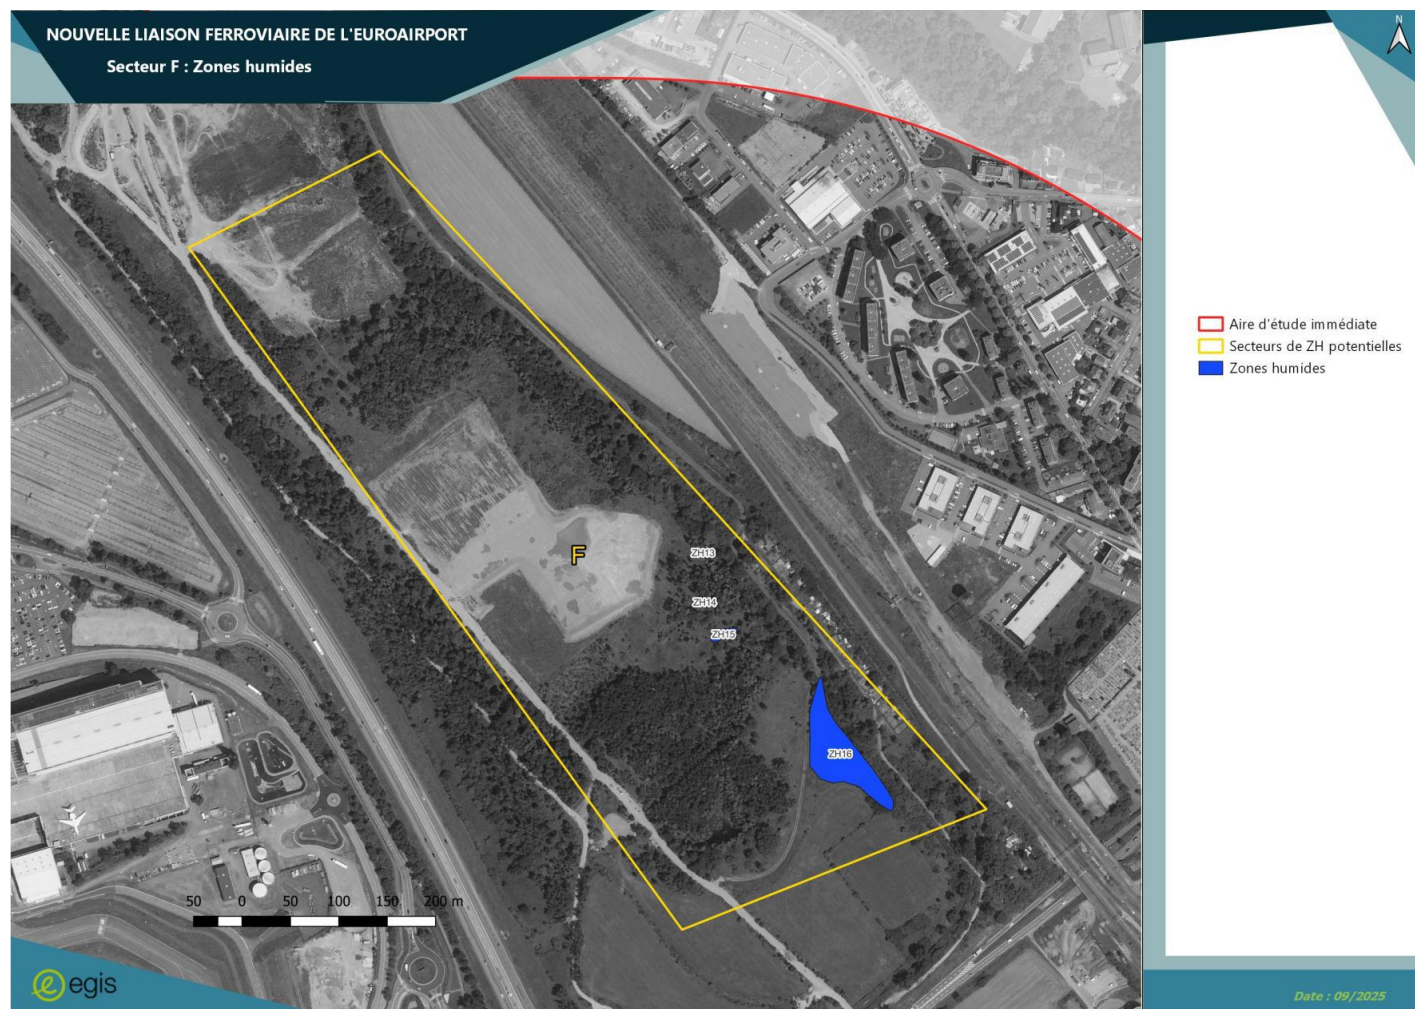 NOUVELLE LIAISON FERROVIAIRE DE L'EUROAIRPORT
Secteur F : Zones humides
N
Aire d'étude immédiate
Secteurs de ZH potentielles
Zones humides
F
ZH13
ZH14
ZH15
ZH16
50 0 50 100 150 200 m
egis
Date : 09/2025